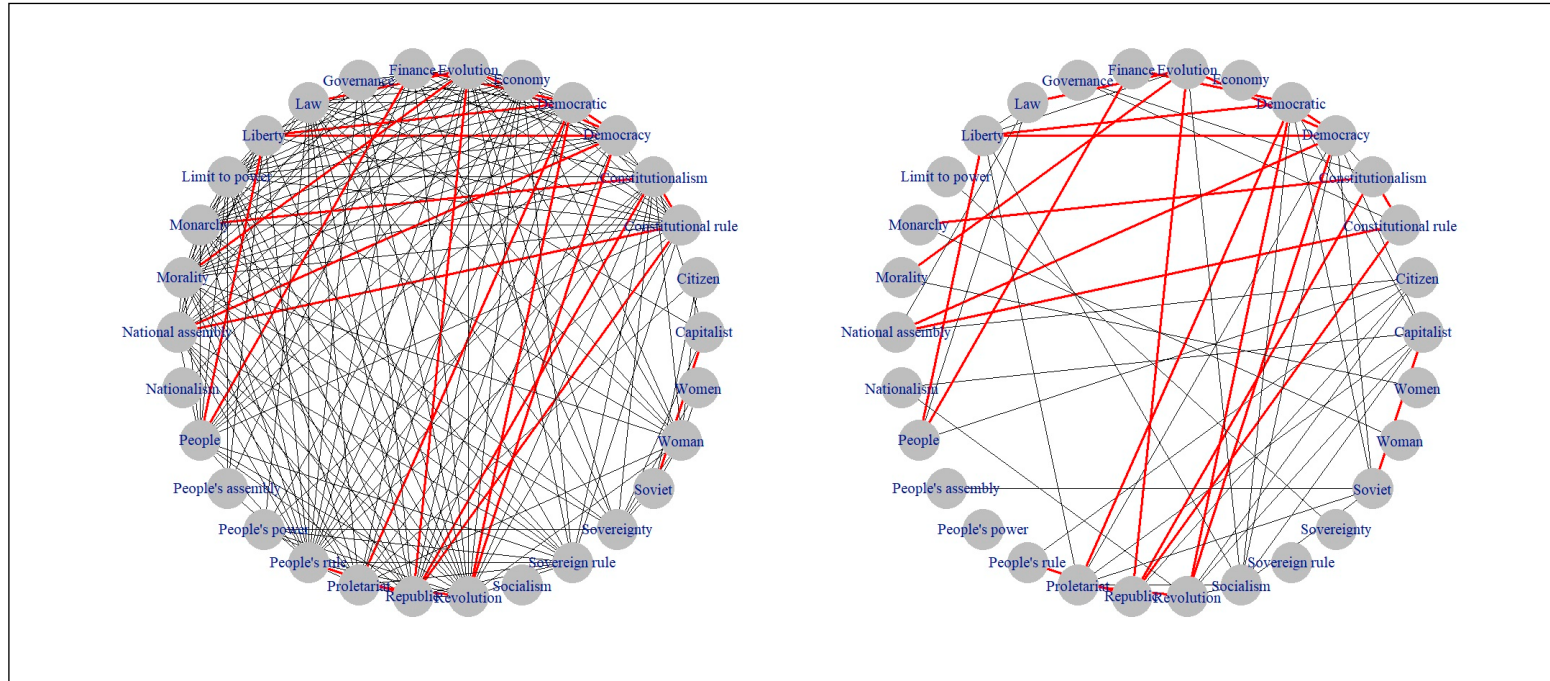 Finance
Evolution
Governance
Economy
Law
Democratic
Liberty
Democracy
Limit to power
Constitutionalism
Monarchy
Constitutional rule
Morality
Citizen
National assembly
Capitalist
Nationalism
Women
People
Woman
People's assembly
Soviet
People's power
Sovereignty
People's rule
Sovereign rule
Proletariat
Socialism
Republic
Revolution
Finance
Evolution
Governance
Economy
Law
Democratic
Liberty
Democracy
Limit to power
Constitutionalism
Monarchy
Constitutional rule
Morality
Citizen
National assembly
Capitalist
Nationalism
Women
People
Woman
People's assembly
Soviet
People's power
Sovereignty
People's rule
Sovereign rule
Proletariat
Socialism
Republic
Revolution